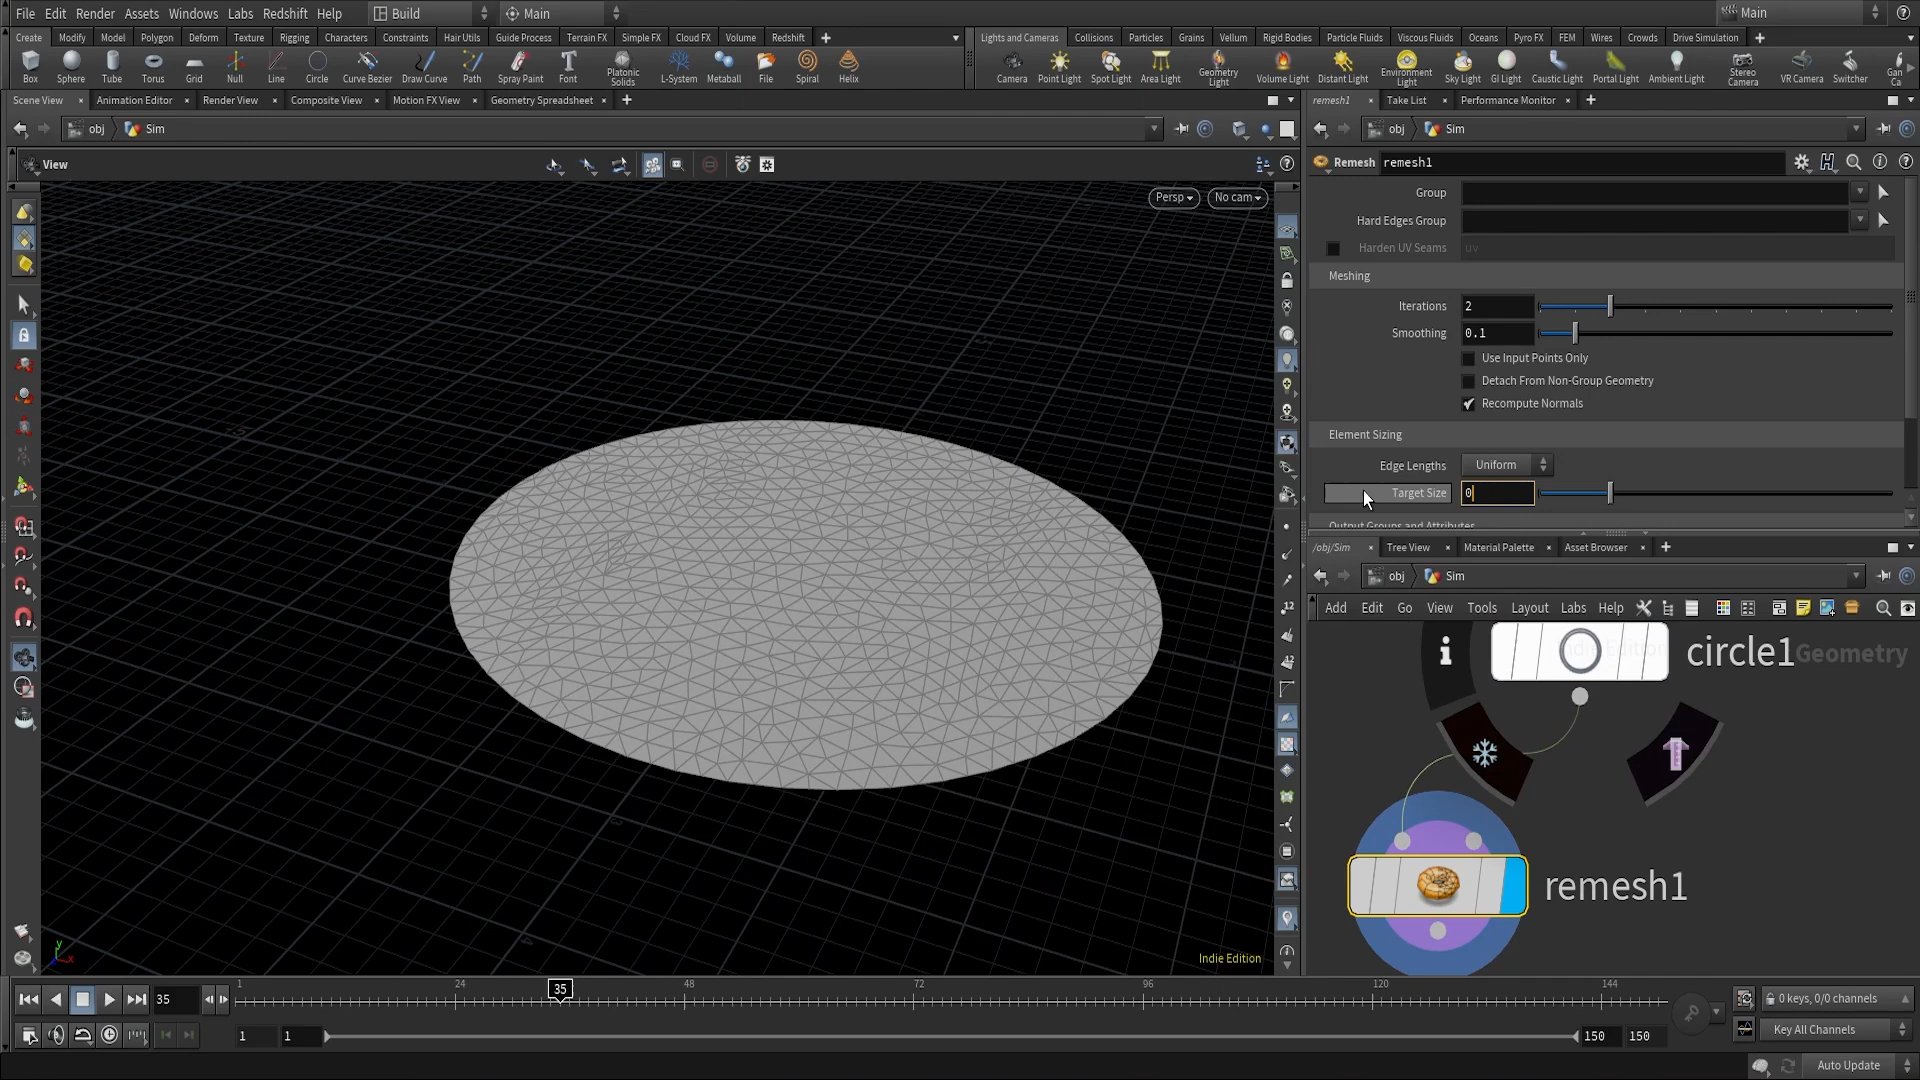 File Edit Render Assets Windows Labs Redshift Help Build Main Main
Create Modify Model Polygon Deform Texture Rigging Characters Constraints Hair Utils Guide Process Terrain FX Simple FX Cloud FX Volume Redshift
Lights and Cameras Collisions Particles Grains Vellum Rigid Bodies Particle Fluids Viscous Fluids Oceans Pyro FX FEM Wires Crowds Drive Simulation
Box Sphere Tube Torus Grid Null Line Circle Curve Bezier Draw Curve Path Spray Paint Font Platonic Solids L-System Metaball File Spiral Helix
Camera Point Light Spot Light Area Light Geometry Light Volume Light Distant Light Environment Light Sky Light GI Light Caustic Light Portal Light Ambient Light Stereo Camera VR Camera Switcher Gan Ca
Scene View Animation Editor Render View Composite View Motion FX View Geometry Spreadsheet
obj Sim
View
Persp No cam
Indie Edition
remesh1 Take List Performance Monitor
obj Sim
Remesh remesh1
Group
Hard Edges Group
Harden UV Seams uv
Meshing
Iterations 2
Smoothing 0.1
Use Input Points Only
Detach From Non-Group Geometry
Recompute Normals
Element Sizing
Edge Lengths Uniform
Target Size 0
Output Groups and Attributes
/obj/Sim Tree View Material Palette Asset Browser
obj Sim
Add Edit Go View Tools Layout Labs Help
Indie Edition
circle1 Geometry
remesh1
35
1 24 35 48 72 96 120 144
0 keys, 0/0 channels
1 1 150 150
Key All Channels
Auto Update